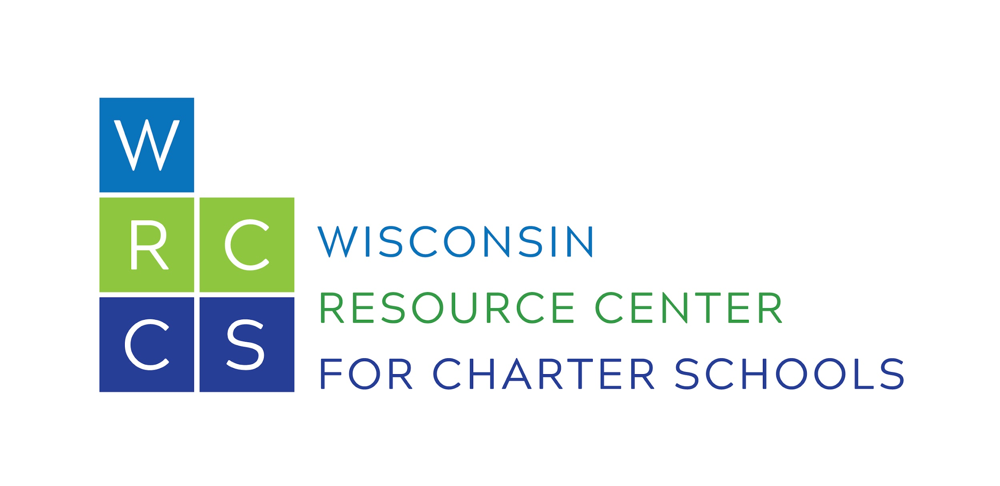 W
R C
C S
WISCONSIN
RESOURCE CENTER
FOR CHARTER SCHOOLS